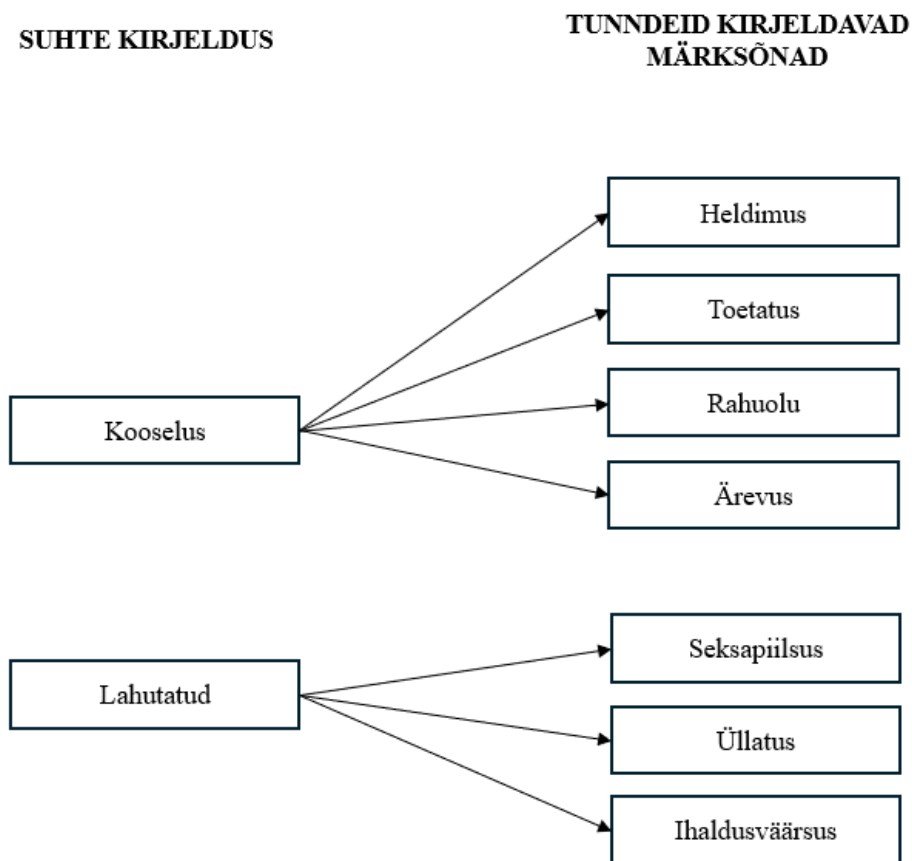 SUHTE KIRJELDUS
TUNNDEID KIRJELDAVAD
MÄRKSÕNAD
Heldimus
Toetatus
Kooselus
Rahuolu
Ärevus
Seksapiilsus
Lahutatud
Üllatus
Ihaldusväärsus